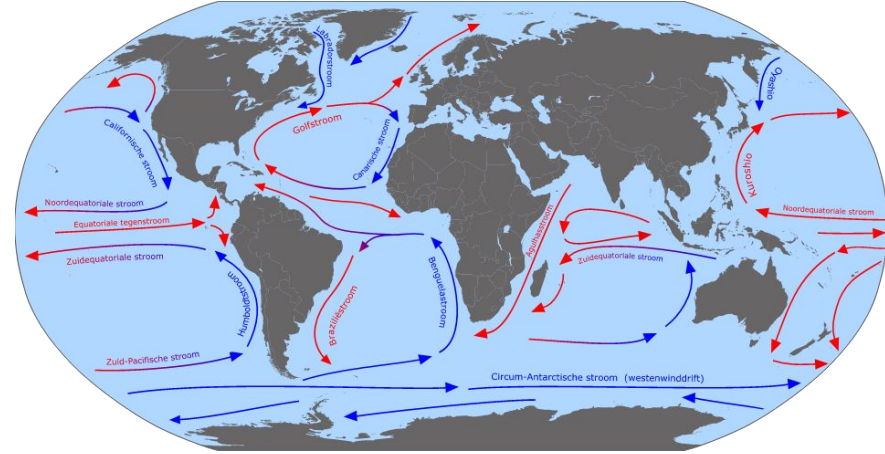 Labradorstroom
Oyashio
Golfstroom
Californische stroom
Canarische stroom
Kuroshio
Noordequatoriale stroom
Noordequatoriale stroom
Equatoriale tegenstroom
Agulhasstroom
Zuidequatoriale stroom
Zuidequatoriale stroom
Humboldtstroom
Benguelastroom
Braziliëstroom
Zuid-Pacifische stroom
Circum-Antarctische stroom (westenwinddrift)